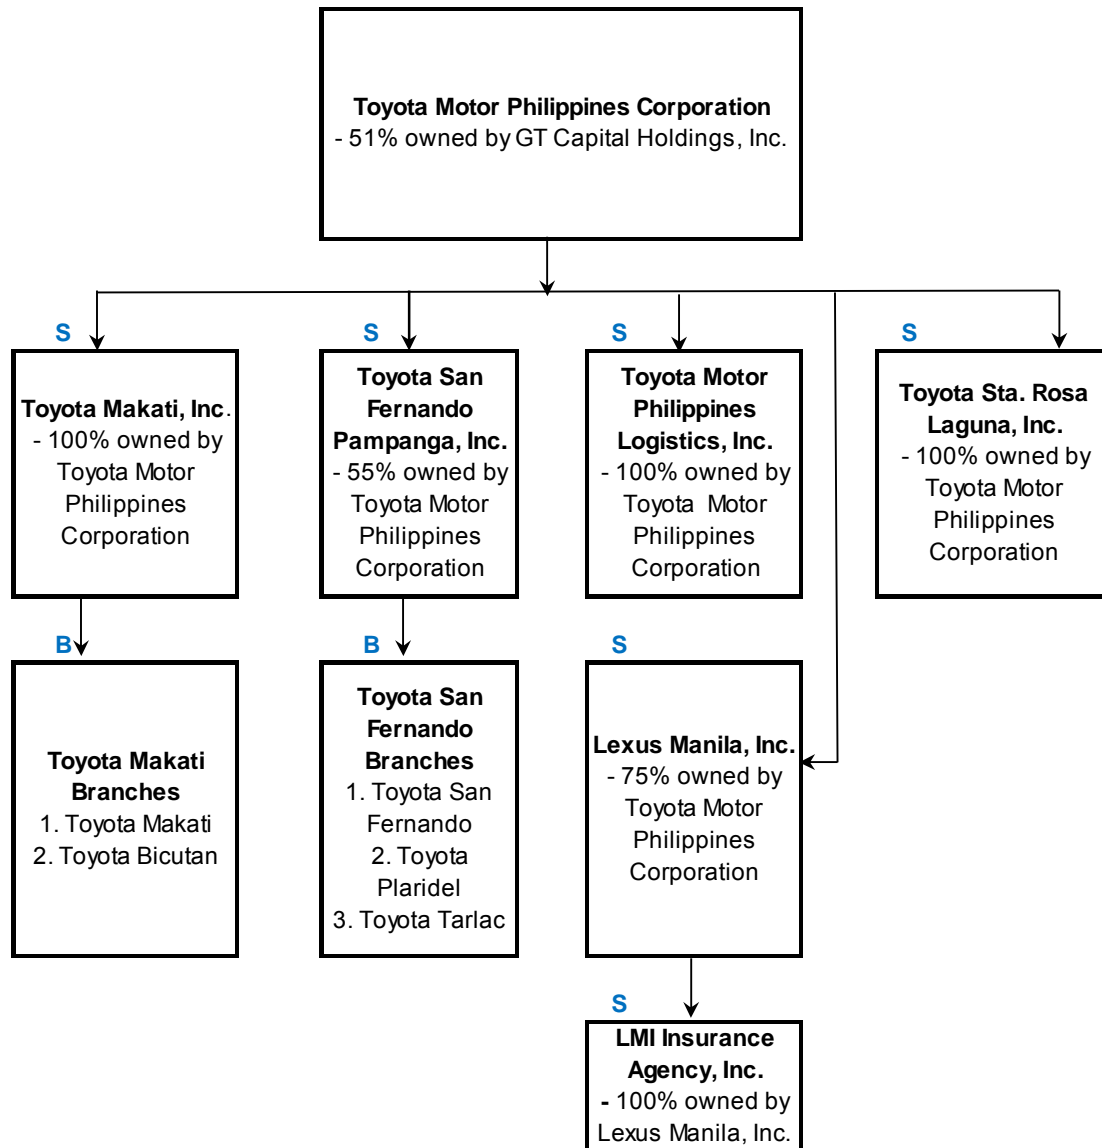 Toyota Motor Philippines Corporation
- 51% owned by GT Capital Holdings, Inc.
S
Toyota Makati, Inc.
- 100% owned by
Toyota Motor
Philippines
Corporation
S
Toyota San
Fernando
Pampanga, Inc.
- 55% owned by
Toyota Motor
Philippines
Corporation
S
Toyota Motor
Philippines
Logistics, Inc.
- 100% owned by
Toyota Motor
Philippines
Corporation
S
Toyota Sta. Rosa
Laguna, Inc.
- 100% owned by
Toyota Motor
Philippines
Corporation
B
Toyota Makati
Branches
1. Toyota Makati
2. Toyota Bicutan
B
Toyota San
Fernando
Branches
1. Toyota San
Fernando
2. Toyota
Plaridel
3. Toyota Tarlac
S
Lexus Manila, Inc.
- 75% owned by
Toyota Motor
Philippines
Corporation
S
LMI Insurance
Agency, Inc.
- 100% owned by
Lexus Manila, Inc.